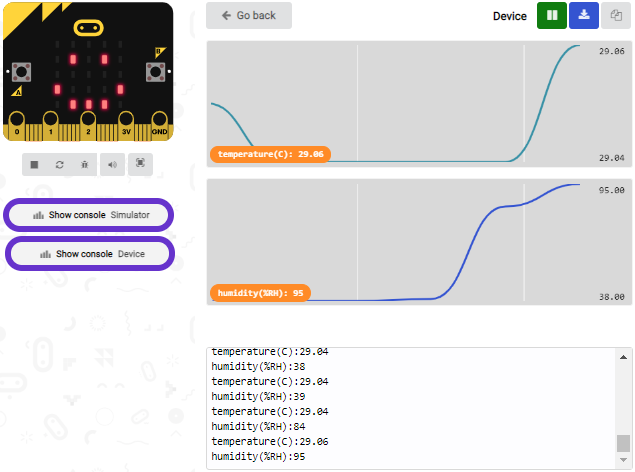 B
A
0 1 2 3V GND
Show console Simulator
Show console Device
Go back
Device
29.06
temperature(C): 29.06
29.04
95.00
humidity(%RH): 95
38.00
temperature(C):29.04
humidity(%RH):38
temperature(C):29.04
humidity(%RH):39
temperature(C):29.04
humidity(%RH):84
temperature(C):29.06
humidity(%RH):95